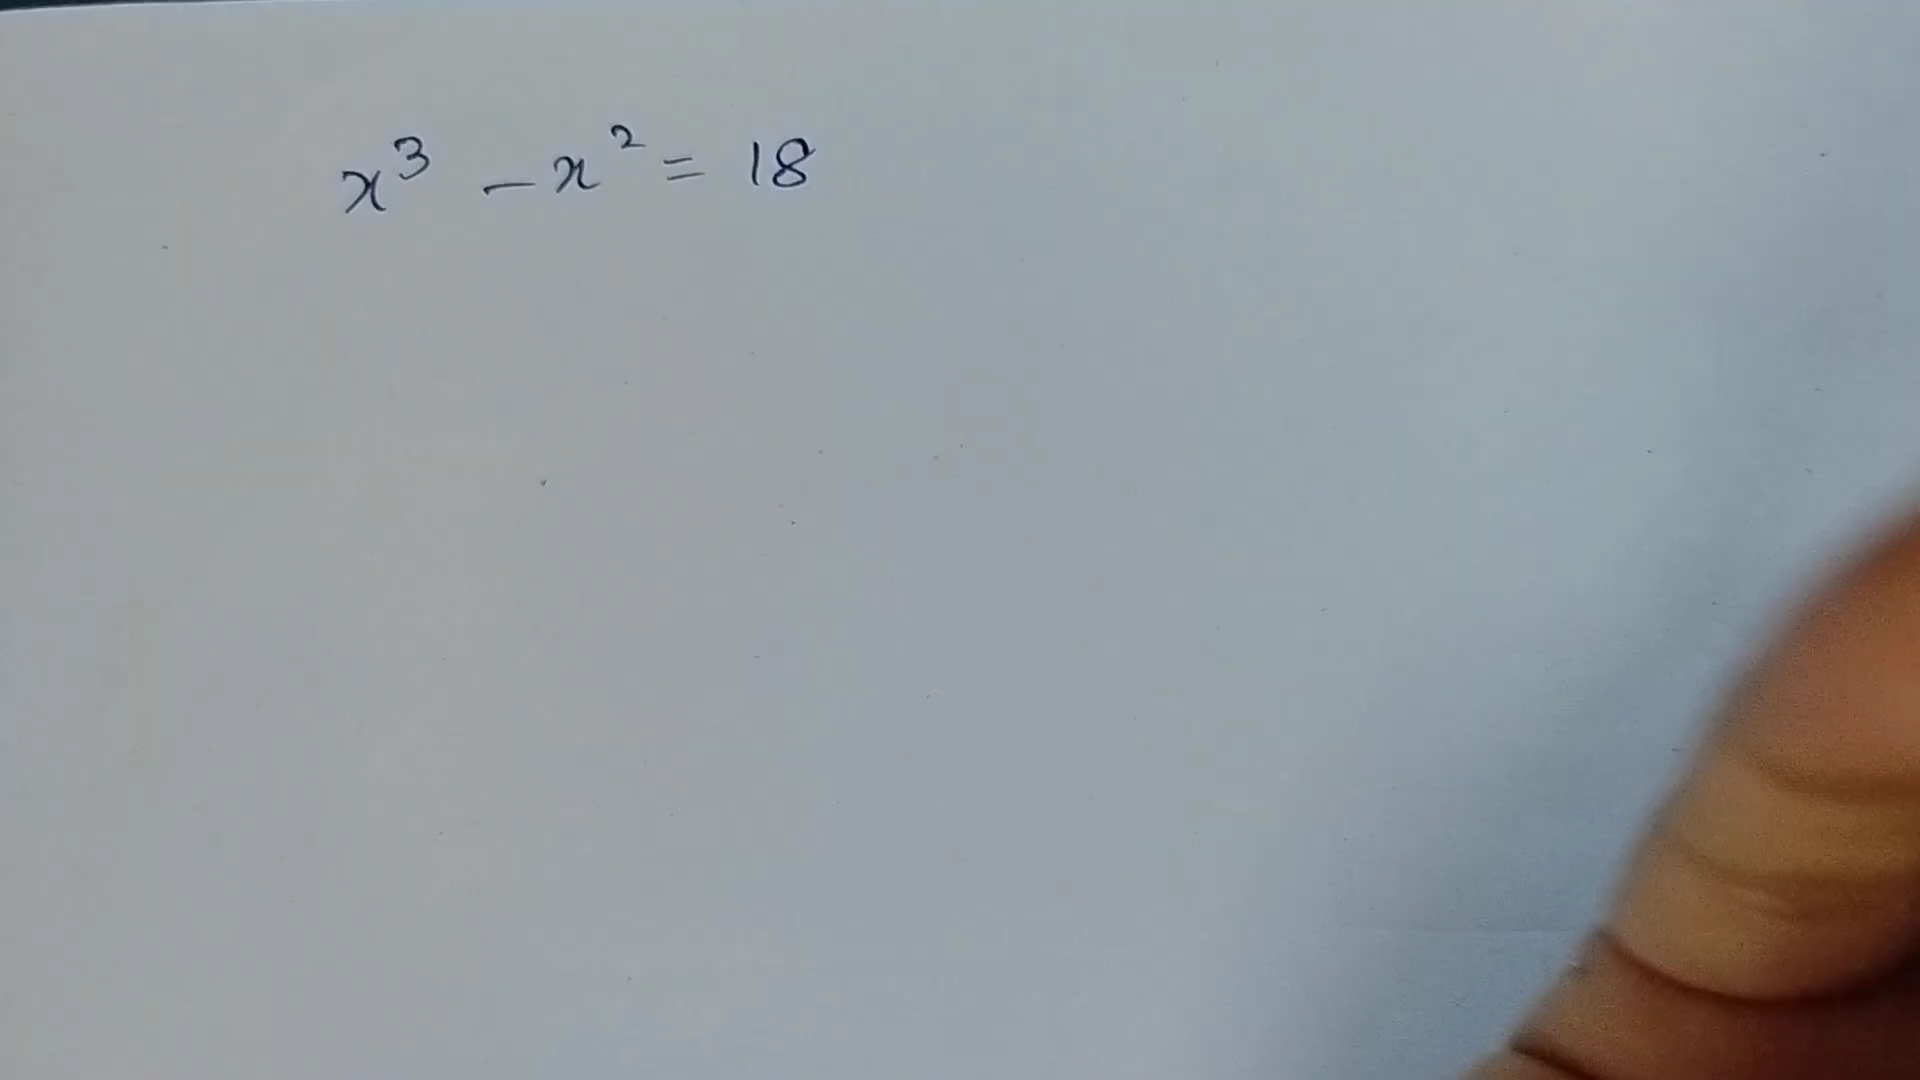 x³ - x² = 18